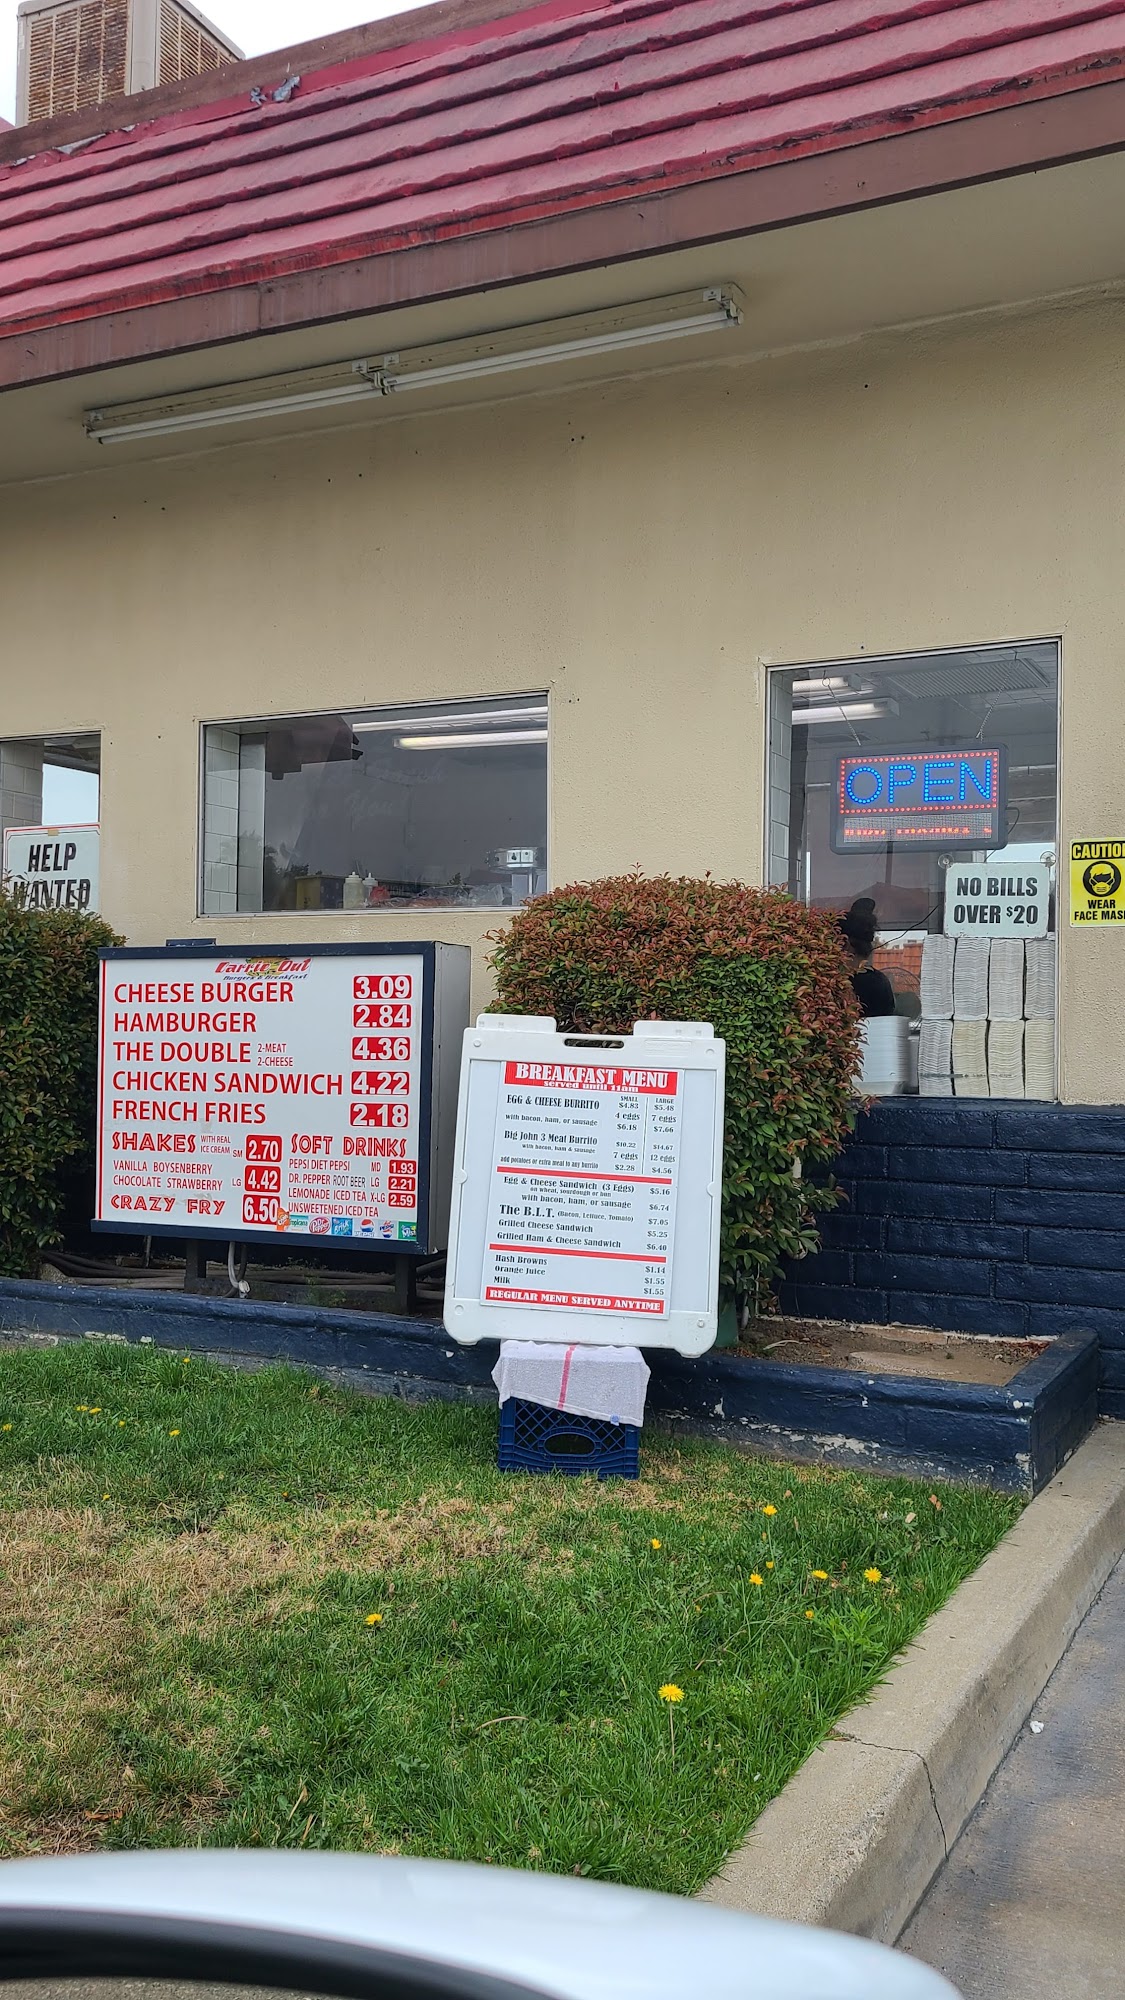 OPEN
HELP
WANTED
NO BILLS
OVER $20
CAUTION
WEAR
FACE MASK
Carrie-Out
Burgers & Breakfast
CHEESE BURGER 3.09
HAMBURGER 2.84
THE DOUBLE 2-MEAT 2-CHEESE 4.36
CHICKEN SANDWICH 4.22
FRENCH FRIES 2.18
SHAKES WITH REAL ICE CREAM SM 2.70
VANILLA BOYSENBERRY
CHOCOLATE STRAWBERRY LG 4.42
CRAZY FRY 6.50
SOFT DRINKS
PEPSI DIET PEPSI MD 1.93
DR. PEPPER ROOT BEER LG 2.21
LEMONADE ICED TEA X-LG 2.59
UNSWEETENED ICED TEA
BREAKFAST MENU
served until 11am
SMALL LARGE
EGG & CHEESE BURRITO $4.83 $5.48
4 eggs 7 eggs
with bacon, ham, or sausage $6.18 $7.66
Big John 3 Meat Burrito $10.22 $14.67
with bacon, ham & sausage 7 eggs 12 eggs
add potatoes or extra meat to any burrito $2.28 $4.56
Egg & Cheese Sandwich (3 Eggs) $5.16
on wheat, sourdough or bun
with bacon, ham, or sausage $6.74
The B.L.T. (Bacon, Lettuce, Tomato) $7.05
Grilled Cheese Sandwich $5.25
Grilled Ham & Cheese Sandwich $6.40
Hash Browns $1.14
Orange Juice $1.55
Milk $1.55
REGULAR MENU SERVED ANYTIME